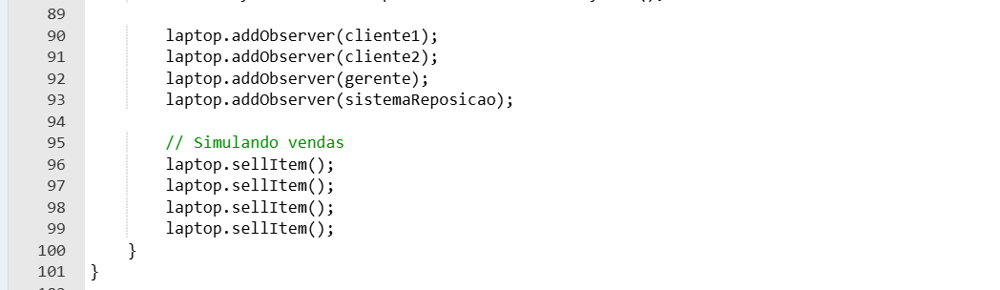 89
90 laptop.addObserver(cliente1);
91 laptop.addObserver(cliente2);
92 laptop.addObserver(gerente);
93 laptop.addObserver(sistemaReposicao);
94
95 // Simulando vendas
96 laptop.sellItem();
97 laptop.sellItem();
98 laptop.sellItem();
99 laptop.sellItem();
100 }
101 }